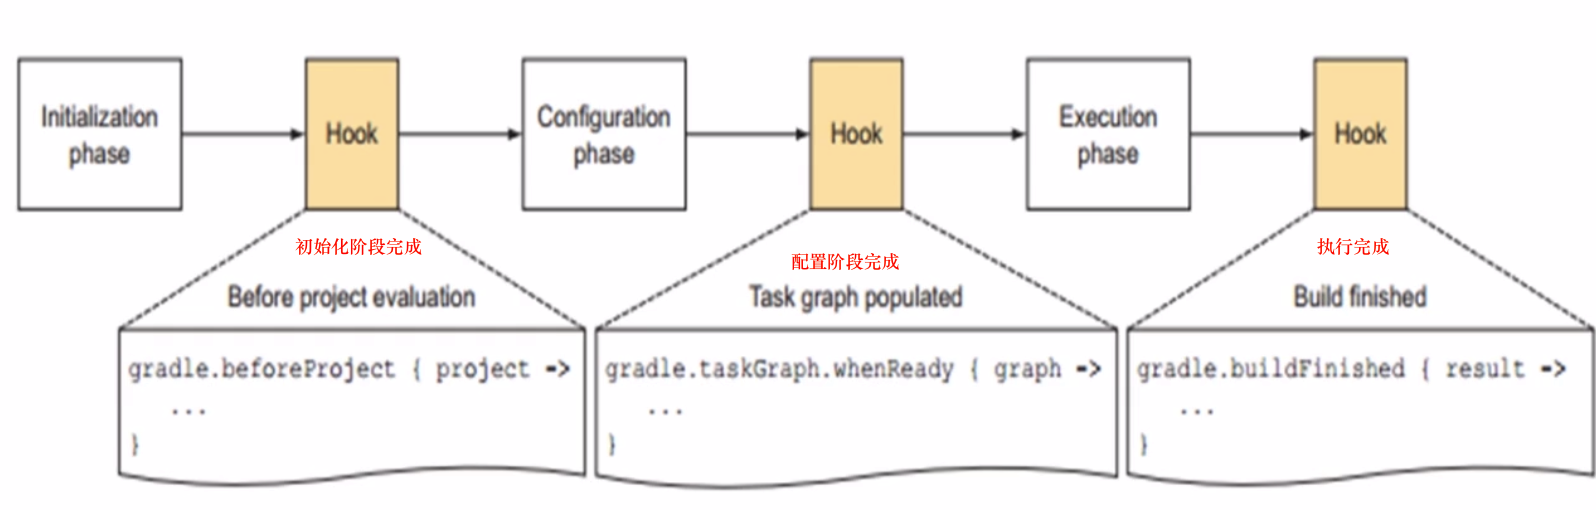 Initialization
phase
Hook
Configuration
phase
Hook
Execution
phase
Hook
初始化阶段完成
Before project evaluation
gradle.beforeProject { project ->
...
}
配置阶段完成
Task graph populated
gradle.taskGraph.whenReady { graph ->
...
}
执行完成
Build finished
gradle.buildFinished { result ->
...
}